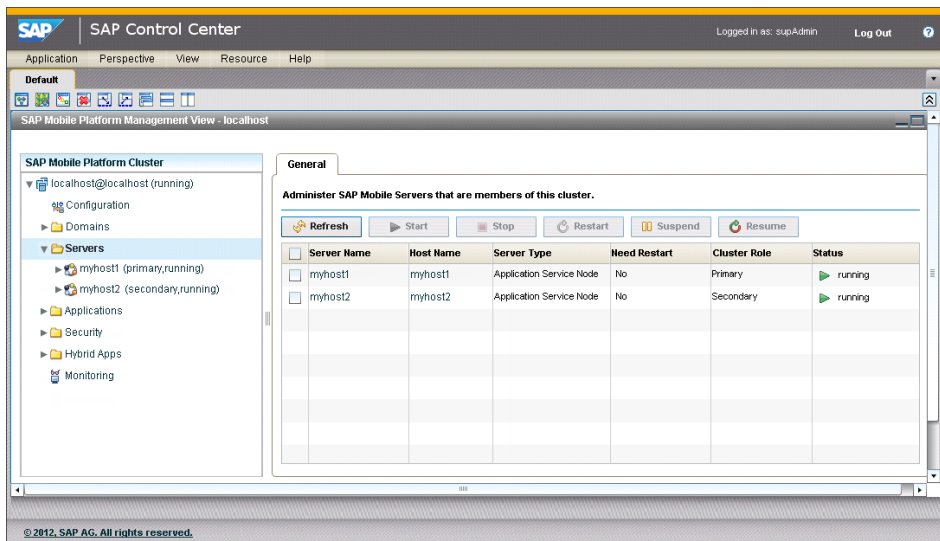 SAP SAP Control Center Logged in as: supAdmin Log Out ?
Application Perspective View Resource Help
Default
SAP Mobile Platform Management View - localhost
SAP Mobile Platform Cluster
localhost@localhost (running)
Configuration
Domains
Servers
myhost1 (primary,running)
myhost2 (secondary,running)
Applications
Security
Hybrid Apps
Monitoring
General
Administer SAP Mobile Servers that are members of this cluster.
Refresh Start Stop Restart Suspend Resume
Server Name Host Name Server Type Need Restart Cluster Role Status
myhost1 myhost1 Application Service Node No Primary running
myhost2 myhost2 Application Service Node No Secondary running
© 2012, SAP AG. All rights reserved.